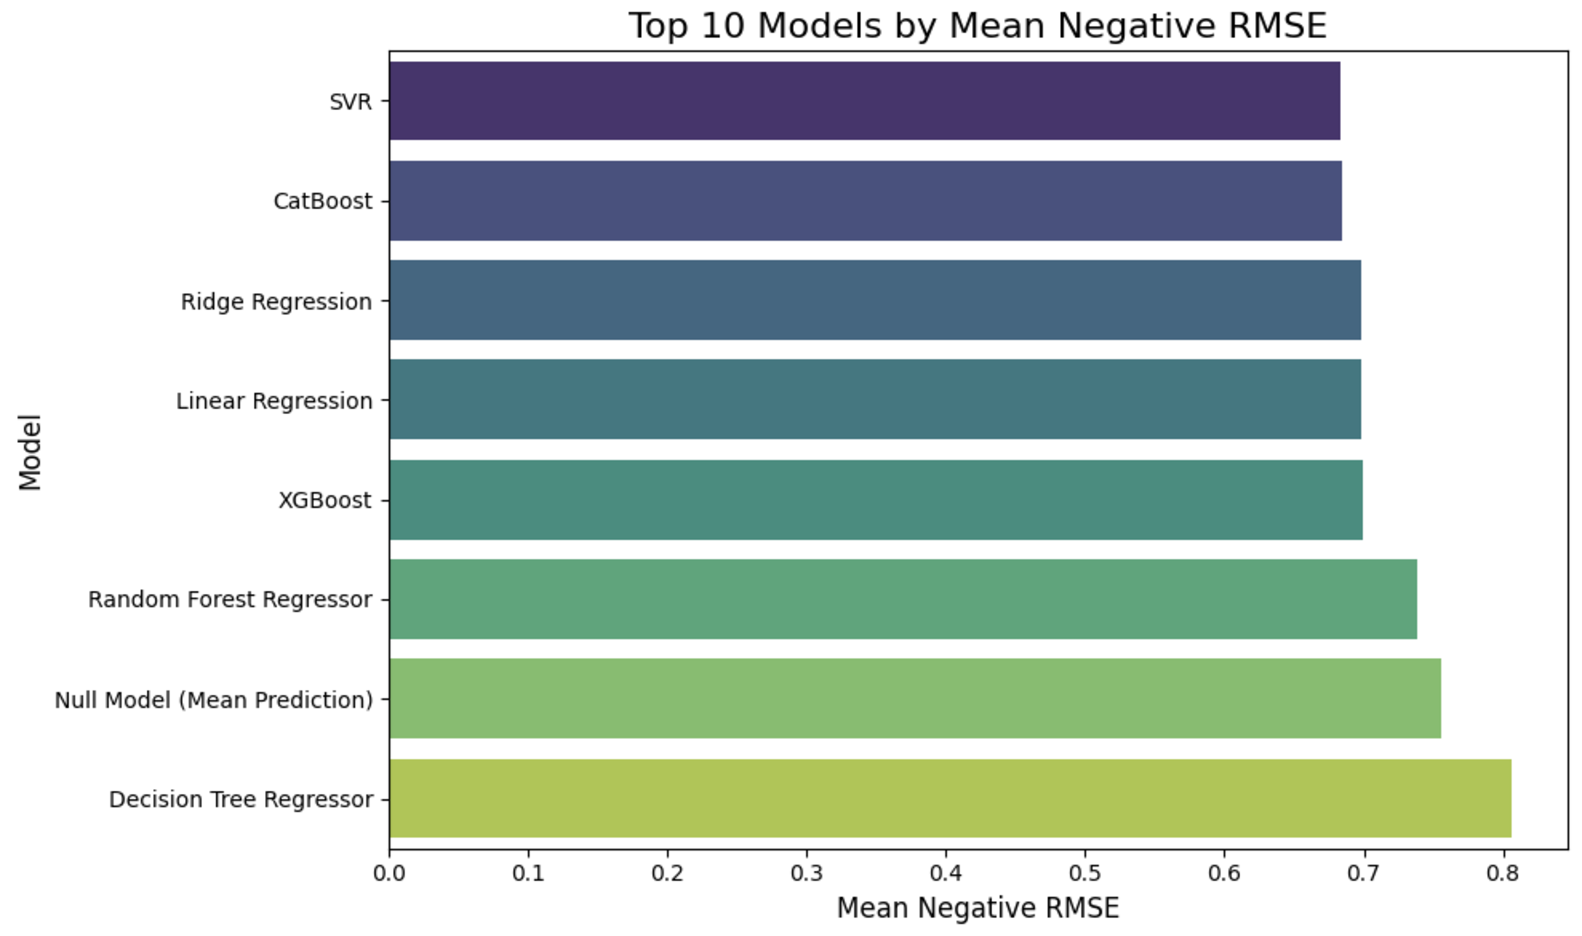 Top 10 Models by Mean Negative RMSE
SVR
CatBoost
Ridge Regression
Linear Regression
XGBoost
Random Forest Regressor
Null Model (Mean Prediction)
Decision Tree Regressor
Model
0.0 0.1 0.2 0.3 0.4 0.5 0.6 0.7 0.8
Mean Negative RMSE